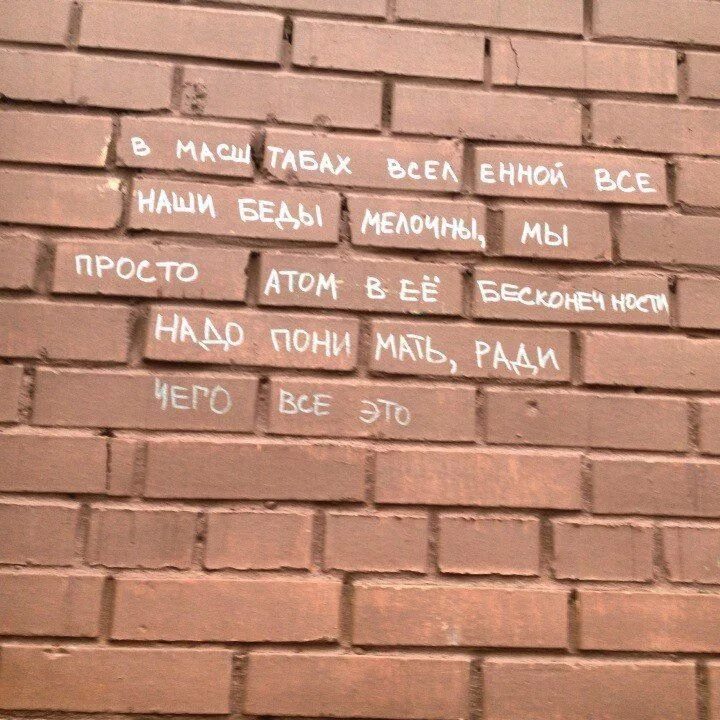 В МАСШТАБАХ ВСЕЛЕННОЙ ВСЕ
НАШИ БЕДЫ МЕЛОЧНЫ, МЫ
ПРОСТО АТОМ В ЕЁ БЕСКОНЕЧНОСТИ
НАДО ПОНИМАТЬ, РАДИ
ЧЕГО ВСЕ ЭТО